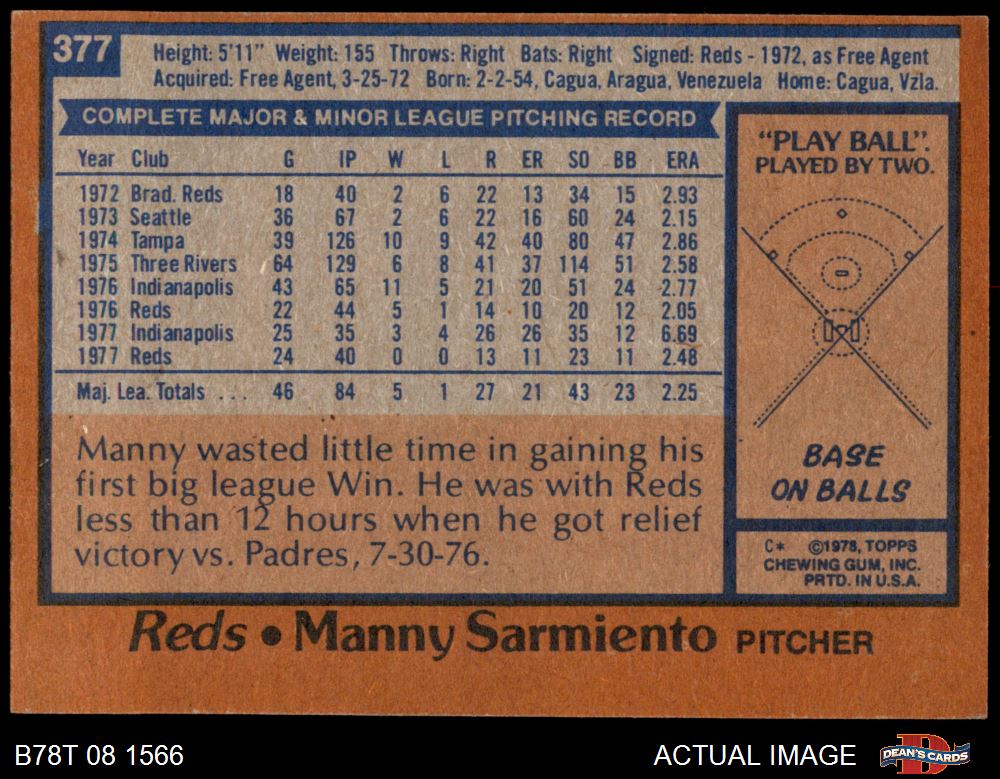 377
Height: 5'11" Weight: 155 Throws: Right Bats: Right Signed: Reds - 1972, as Free Agent
Acquired: Free Agent, 3-25-72 Born: 2-2-54, Cagua, Aragua, Venezuela Home: Cagua, Vzla.
COMPLETE MAJOR & MINOR LEAGUE PITCHING RECORD
Year Club G IP W L R ER SO BB ERA
1972 Brad. Reds 18 40 2 6 22 13 34 15 2.93
1973 Seattle 36 67 2 6 22 16 60 24 2.15
1974 Tampa 39 126 10 9 42 40 80 47 2.86
1975 Three Rivers 64 129 6 8 41 37 114 51 2.58
1976 Indianapolis 43 65 11 5 21 20 51 24 2.77
1976 Reds 22 44 5 1 14 10 20 12 2.05
1977 Indianapolis 25 35 3 4 26 26 35 12 6.69
1977 Reds 24 40 0 0 13 11 23 11 2.48
Maj. Lea. Totals ... 46 84 5 1 27 21 43 23 2.25
Manny wasted little time in gaining his
first big league Win. He was with Reds
less than 12 hours when he got relief
victory vs. Padres, 7-30-76.
"PLAY BALL".
PLAYED BY TWO.
BASE
ON BALLS
C* ©1978, TOPPS
CHEWING GUM, INC.
PRTD. IN U.S.A.
Reds • Manny Sarmiento PITCHER
B78T 08 1566
ACTUAL IMAGE
D
DEAN'S CARDS